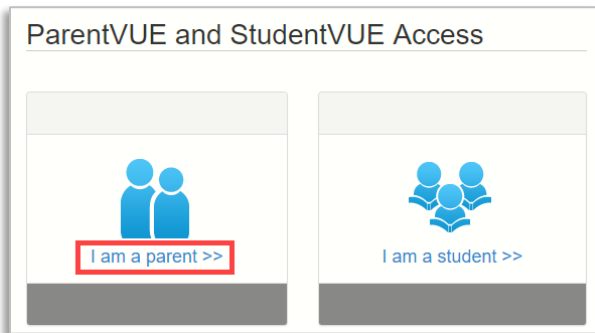 ParentVUE and StudentVUE Access
I am a parent >>
I am a student >>